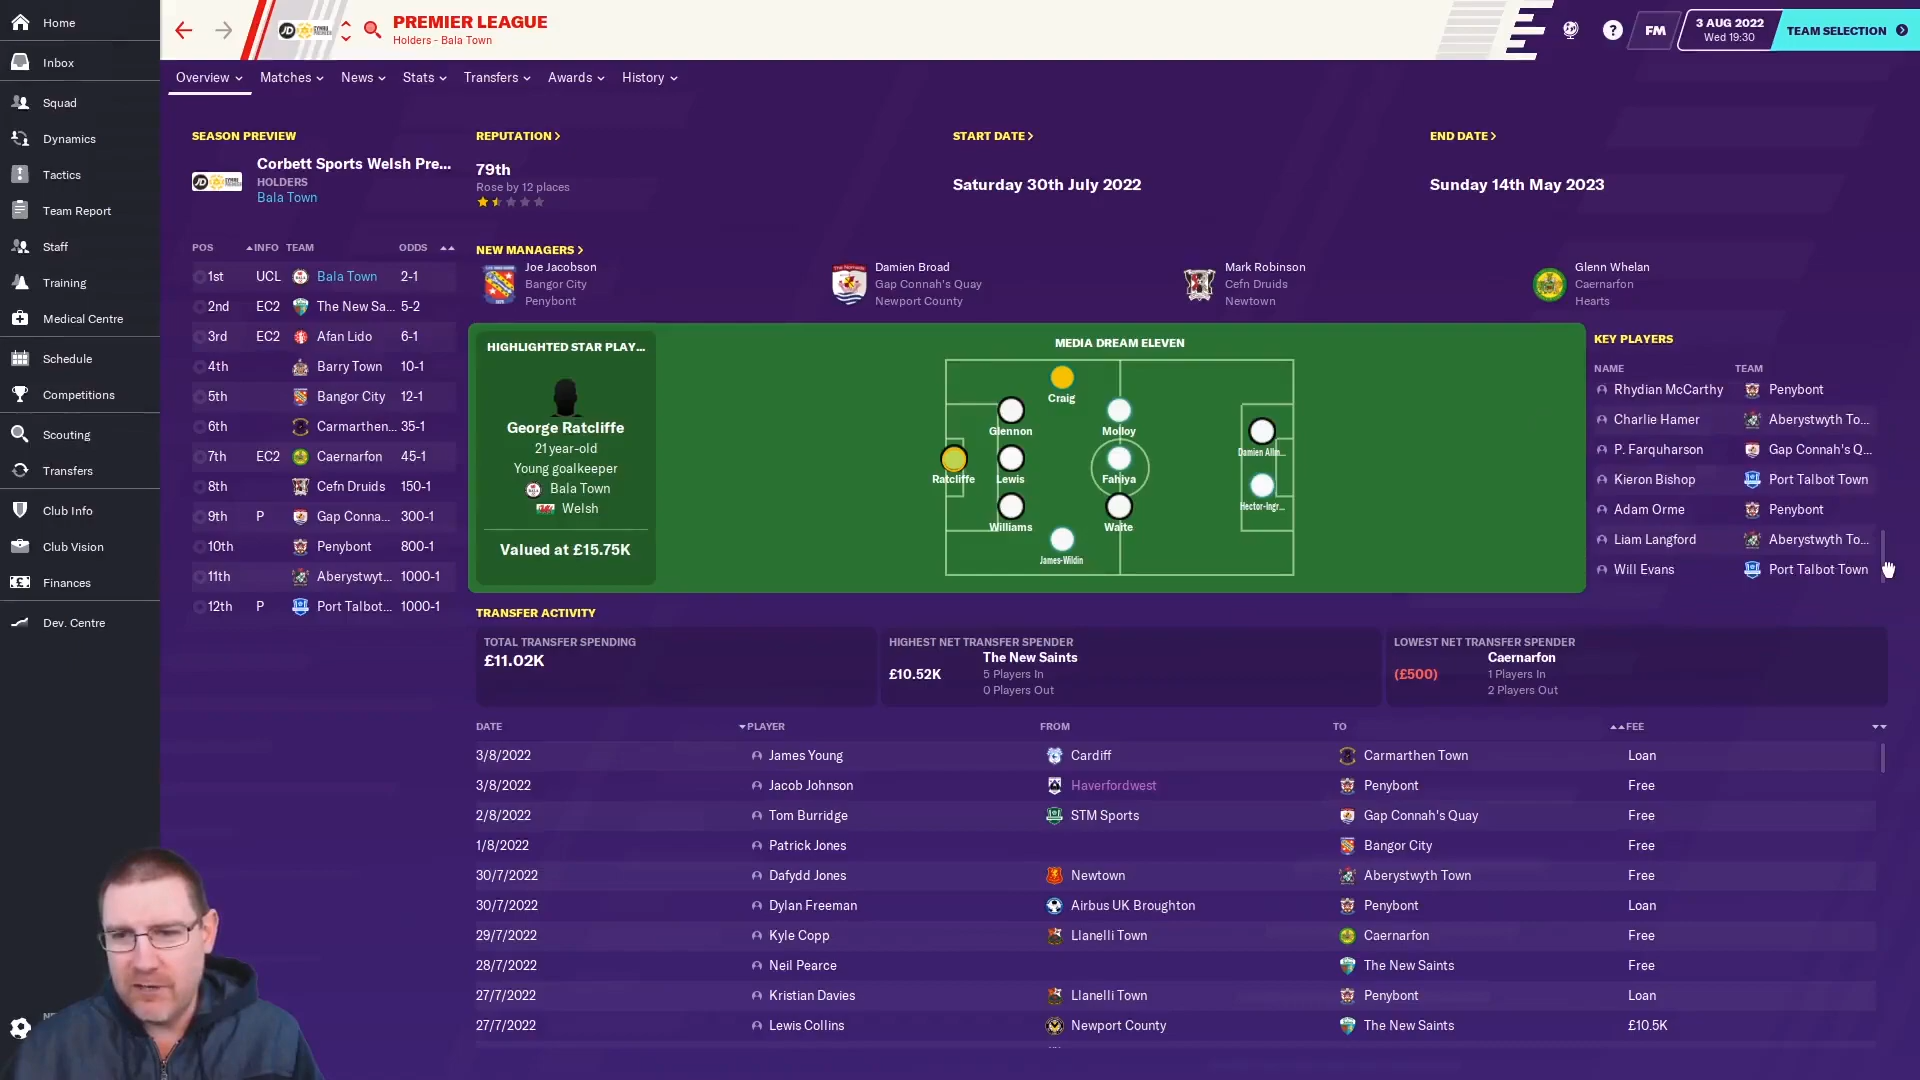 Home
Inbox
Squad
Dynamics
Tactics
Team Report
Staff
Training
Medical Centre
Schedule
Competitions
Scouting
Transfers
Club Info
Club Vision
Finances
Dev. Centre
PREMIER LEAGUE
Holders - Bala Town
FM
3 AUG 2022
Wed 19:30
TEAM SELECTION
Overview Matches News Stats Transfers Awards History
SEASON PREVIEW
Corbett Sports Welsh Pre...
HOLDERS
Bala Town
REPUTATION >
79th
Rose by 12 places
START DATE >
Saturday 30th July 2022
END DATE >
Sunday 14th May 2023
POS INFO TEAM ODDS
1st UCL Bala Town 2-1
2nd EC2 The New Sa... 5-2
3rd EC2 Afan Lido 6-1
4th Barry Town 10-1
5th Bangor City 12-1
6th Carmarthen... 35-1
7th EC2 Caernarfon 45-1
8th Cefn Druids 150-1
9th P Gap Conna... 300-1
10th Penybont 800-1
11th Aberystwyt... 1000-1
12th P Port Talbot... 1000-1
NEW MANAGERS >
Joe Jacobson
Bangor City
Penybont
Damien Broad
Gap Connah's Quay
Newport County
Mark Robinson
Cefn Druids
Newtown
Glenn Whelan
Caernarfon
Hearts
HIGHLIGHTED STAR PLAY...
George Ratcliffe
21 year-old
Young goalkeeper
Bala Town
Welsh
Valued at £15.75K
MEDIA DREAM ELEVEN
Craig
Glennon
Molloy
Damien Allin...
Ratcliffe
Lewis
Fahiya
Hector-Ingr...
Williams
Waite
James-Wildin
KEY PLAYERS
NAME TEAM
Rhydian McCarthy Penybont
Charlie Hamer Aberystwyth To...
P. Farquharson Gap Connah's Q...
Kieron Bishop Port Talbot Town
Adam Orme Penybont
Liam Langford Aberystwyth To...
Will Evans Port Talbot Town
TRANSFER ACTIVITY
TOTAL TRANSFER SPENDING
£11.02K
HIGHEST NET TRANSFER SPENDER
£10.52K
The New Saints
5 Players In
0 Players Out
LOWEST NET TRANSFER SPENDER
(£500)
Caernarfon
1 Players In
2 Players Out
DATE PLAYER FROM TO FEE
3/8/2022 James Young Cardiff Carmarthen Town Loan
3/8/2022 Jacob Johnson Haverfordwest Penybont Free
2/8/2022 Tom Burridge STM Sports Gap Connah's Quay Free
1/8/2022 Patrick Jones Bangor City Free
30/7/2022 Dafydd Jones Newtown Aberystwyth Town Free
30/7/2022 Dylan Freeman Airbus UK Broughton Penybont Loan
29/7/2022 Kyle Copp Llanelli Town Caernarfon Free
28/7/2022 Neil Pearce The New Saints Free
27/7/2022 Kristian Davies Llanelli Town Penybont Loan
27/7/2022 Lewis Collins Newport County The New Saints £10.5K